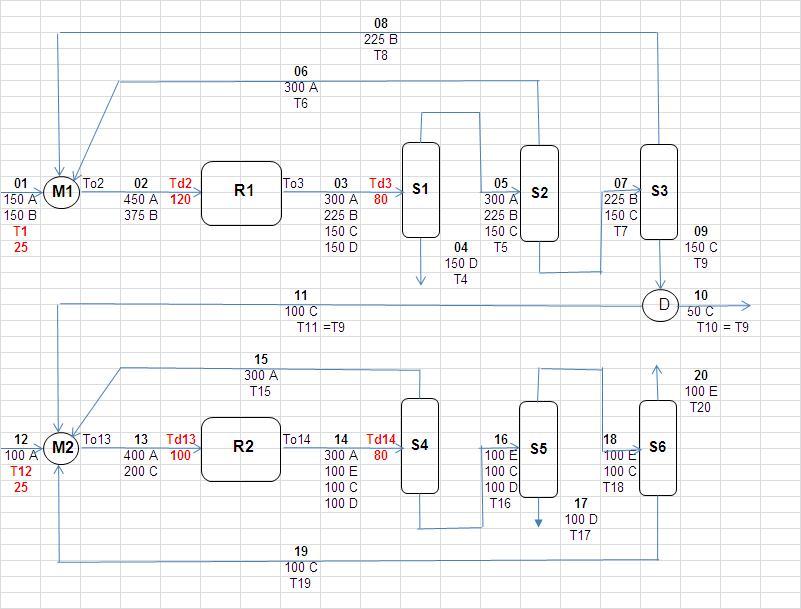 08
225 B
T8
06
300 A
T6
01
150 A
150 B
T1
25
M1
To2
02
450 A
375 B
Td2
120
R1
To3
03
300 A
225 B
150 C
150 D
Td3
80
S1
04
150 D
T4
05
300 A
225 B
150 C
T5
S2
07
225 B
150 C
T7
S3
09
150 C
T9
11
100 C
T11 =T9
D
10
50 C
T10 = T9
15
300 A
T15
12
100 A
T12
25
M2
To13
13
400 A
200 C
Td13
100
R2
To14
14
300 A
100 E
100 C
100 D
Td14
80
S4
16
100 E
100 C
100 D
T16
S5
17
100 D
T17
18
100 E
100 C
T18
S6
20
100 E
T20
19
100 C
T19